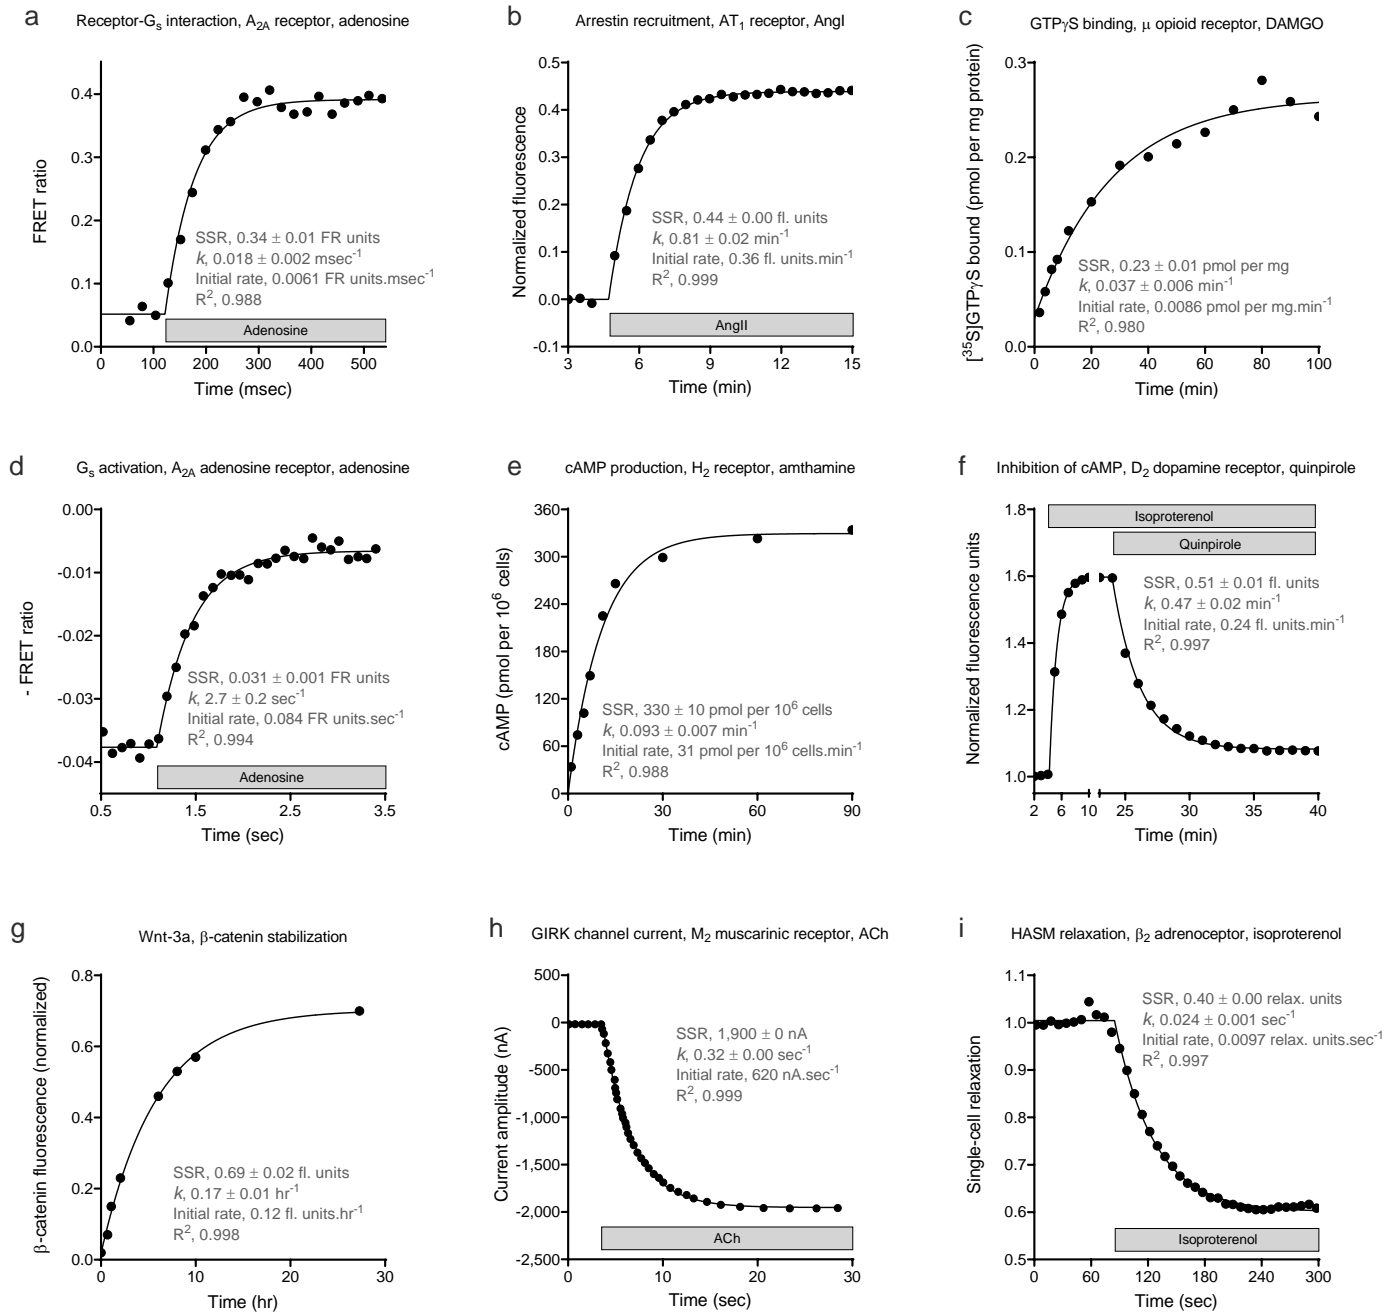 a
Receptor-Gs interaction, A2A receptor, adenosine
FRET ratio
0.4
0.3
0.2
0.1
0.0
SSR, 0.34 ± 0.01 FR units
k, 0.018 ± 0.002 msec-1
Initial rate, 0.0061 FR units.msec-1
R2, 0.988
Adenosine
0 100 200 300 400 500
Time (msec)
b
Arrestin recruitment, AT1 receptor, AngI
Normalized fluorescence
0.5
0.4
0.3
0.2
0.1
0.0
-0.1
SSR, 0.44 ± 0.00 fl. units
k, 0.81 ± 0.02 min-1
Initial rate, 0.36 fl. units.min-1
R2, 0.999
AngII
3 6 9 12 15
Time (min)
c
GTPγS binding, μ opioid receptor, DAMGO
[35S]GTPγS bound (pmol per mg protein)
0.3
0.2
0.1
0.0
SSR, 0.23 ± 0.01 pmol per mg
k, 0.037 ± 0.006 min-1
Initial rate, 0.0086 pmol per mg.min-1
R2, 0.980
0 20 40 60 80 100
Time (min)
d
Gs activation, A2A adenosine receptor, adenosine
- FRET ratio
0.00
-0.01
-0.02
-0.03
-0.04
SSR, 0.031 ± 0.001 FR units
k, 2.7 ± 0.2 sec-1
Initial rate, 0.084 FR units.sec-1
R2, 0.994
Adenosine
0.5 1.5 2.5 3.5
Time (sec)
e
cAMP production, H2 receptor, amthamine
cAMP (pmol per 106 cells)
360
300
240
180
120
60
0
SSR, 330 ± 10 pmol per 106 cells
k, 0.093 ± 0.007 min-1
Initial rate, 31 pmol per 106 cells.min-1
R2, 0.988
0 30 60 90
Time (min)
f
Inhibition of cAMP, D2 dopamine receptor, quinpirole
Normalized fluorescence units
1.8
1.6
1.4
1.2
1.0
Isoproterenol
Quinpirole
SSR, 0.51 ± 0.01 fl. units
k, 0.47 ± 0.02 min-1
Initial rate, 0.24 fl. units.min-1
R2, 0.997
2 6 10 25 30 35 40
Time (min)
g
Wnt-3a, β-catenin stabilization
β-catenin fluorescence (normalized)
0.8
0.6
0.4
0.2
0.0
SSR, 0.69 ± 0.02 fl. units
k, 0.17 ± 0.01 hr-1
Initial rate, 0.12 fl. units.hr-1
R2, 0.998
0 10 20 30
Time (hr)
h
GIRK channel current, M2 muscarinic receptor, ACh
Current amplitude (nA)
500
0
-500
-1,000
-1,500
-2,000
-2,500
SSR, 1,900 ± 0 nA
k, 0.32 ± 0.00 sec-1
Initial rate, 620 nA.sec-1
R2, 0.999
ACh
0 10 20 30
Time (sec)
i
HASM relaxation, β2 adrenoceptor, isoproterenol
Single-cell relaxation
1.1
1.0
0.9
0.8
0.7
0.6
0.5
SSR, 0.40 ± 0.00 relax. units
k, 0.024 ± 0.001 sec-1
Initial rate, 0.0097 relax. units.sec-1
R2, 0.997
Isoproterenol
0 60 120 180 240 300
Time (sec)